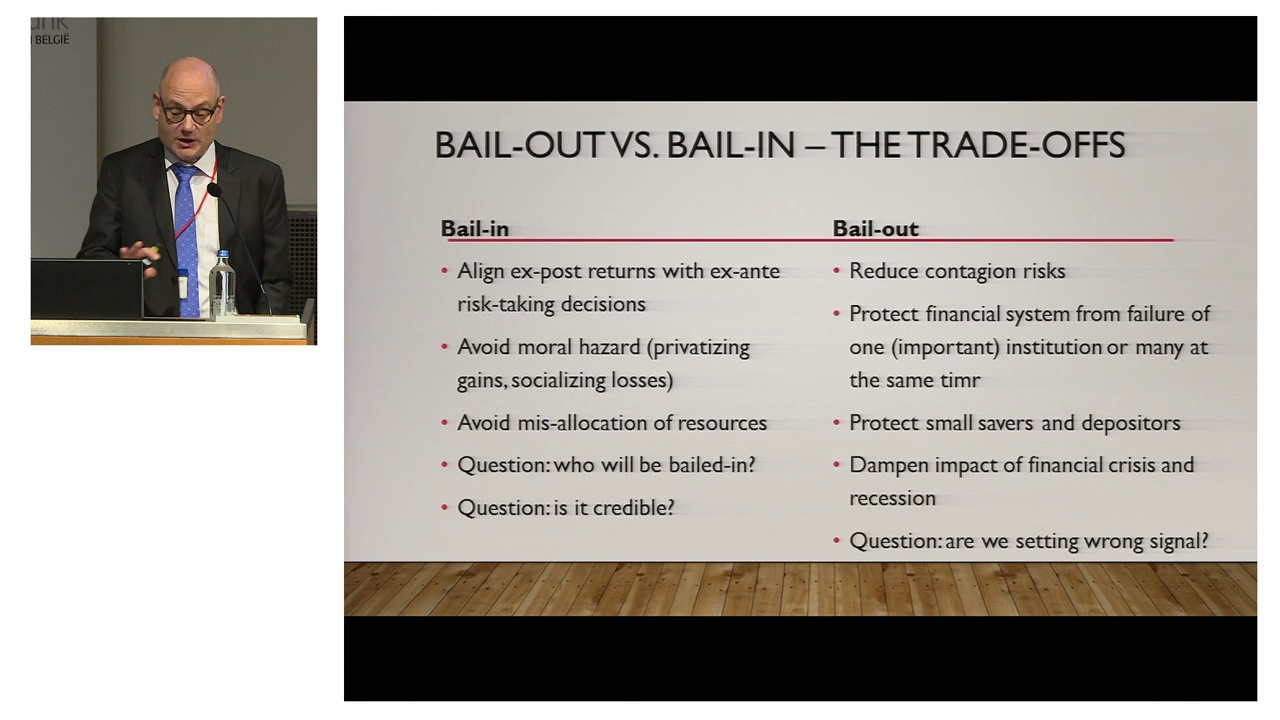 BELGIË
BAIL-OUT VS. BAIL-IN – THE TRADE-OFFS
Bail-in
• Align ex-post returns with ex-ante
risk-taking decisions
• Avoid moral hazard (privatizing
gains, socializing losses)
• Avoid mis-allocation of resources
• Question: who will be bailed-in?
• Question: is it credible?
Bail-out
• Reduce contagion risks
• Protect financial system from failure of
one (important) institution or many at
the same timr
• Protect small savers and depositors
• Dampen impact of financial crisis and
recession
• Question: are we setting wrong signal?